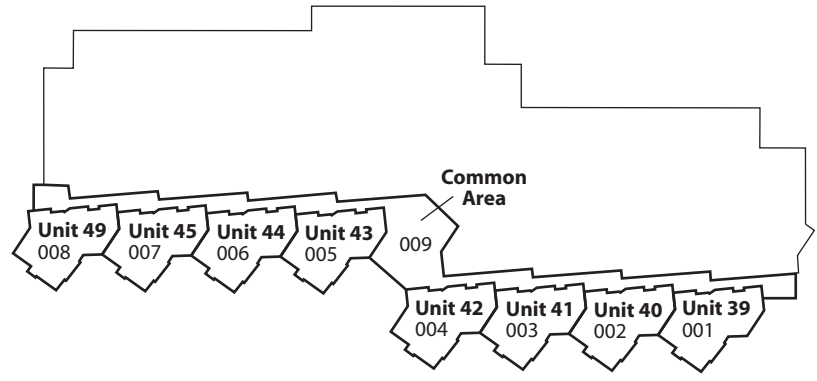 Common
Area
009
Unit 49
008
Unit 45
007
Unit 44
006
Unit 43
005
Unit 42
004
Unit 41
003
Unit 40
002
Unit 39
001